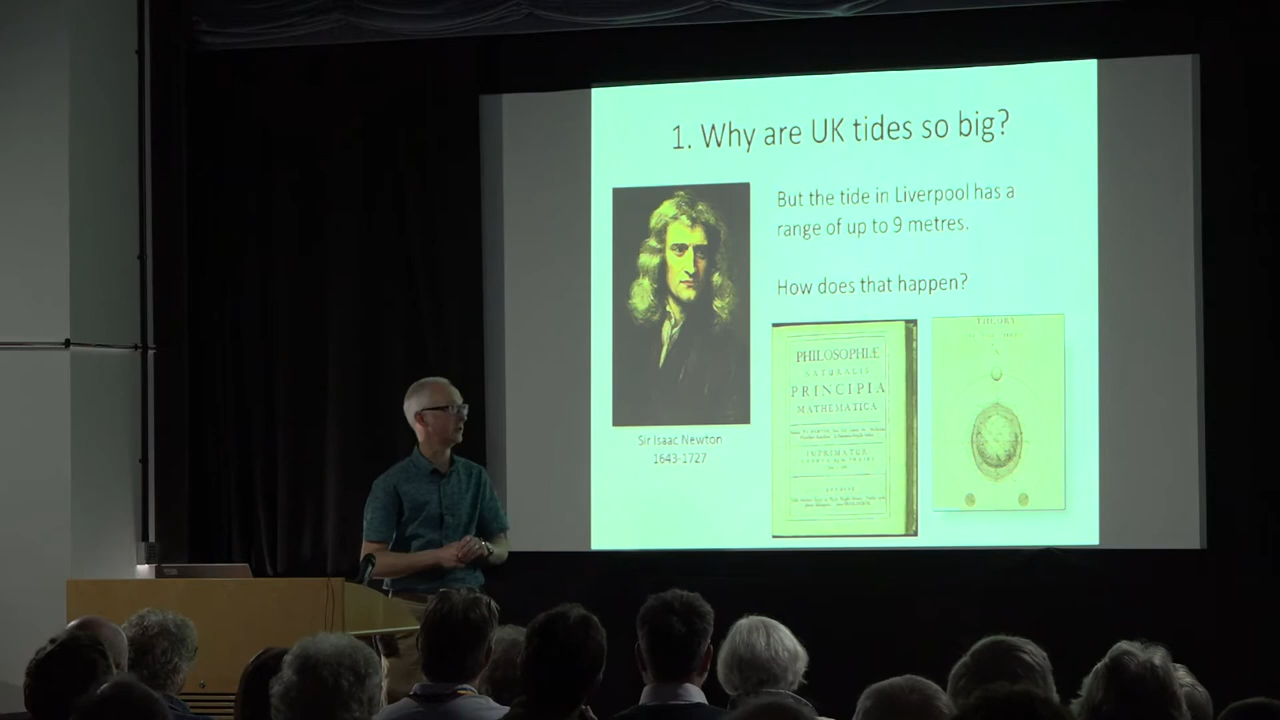 1. Why are UK tides so big?
But the tide in Liverpool has a
range of up to 9 metres.
How does that happen?
Sir Isaac Newton
1643-1727
PHILOSOPHIÆ
NATURALIS
PRINCIPIA
MATHEMATICA
IMPRIMATUR
THEORY